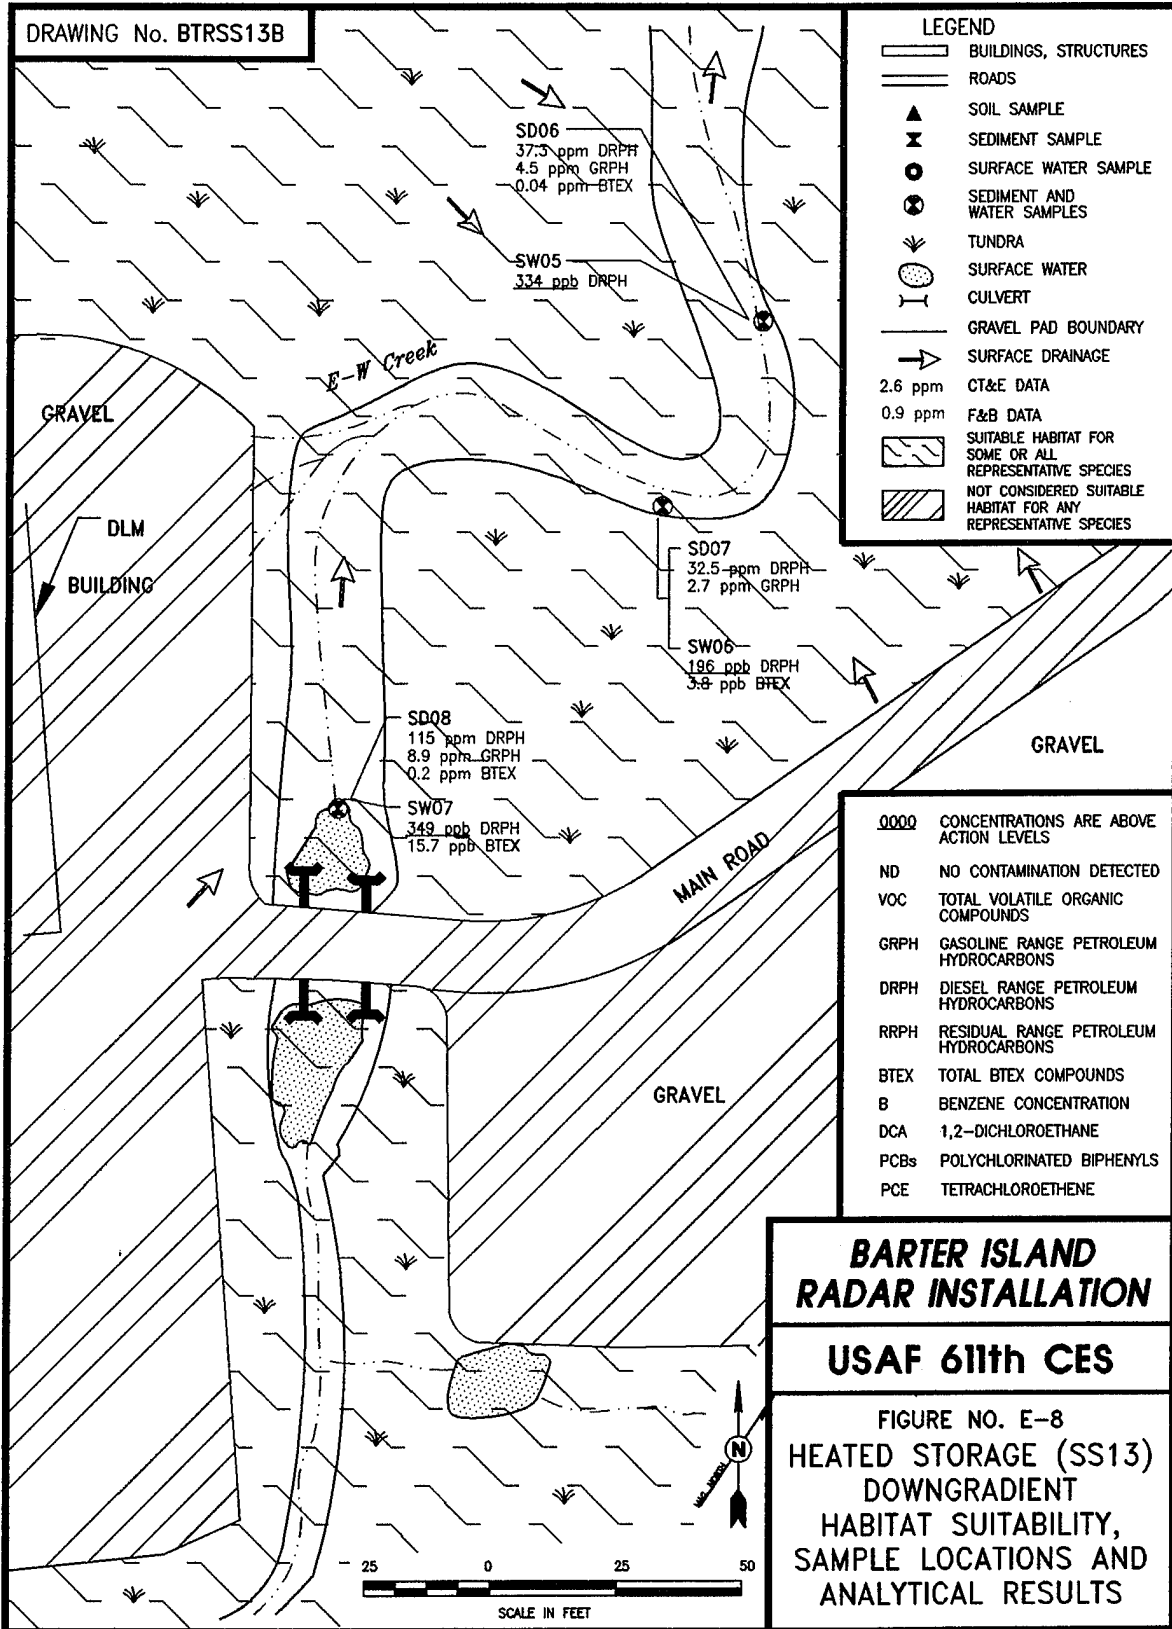 DRAWING No. BTRSS13B
SD06
37.3 ppm DRPH
4.5 ppm GRPH
0.04 ppm BTEX
SW05
334 ppb DRPH
E-W Creek
GRAVEL
DLM
BUILDING
SD07
32.5 ppm DRPH
2.7 ppm GRPH
SW06
196 ppb DRPH
3.8 ppb BTEX
SD08
115 ppm DRPH
8.9 ppm GRPH
0.2 ppm BTEX
SW07
349 ppb DRPH
15.7 ppb BTEX
MAIN ROAD
GRAVEL
GRAVEL
LEGEND
BUILDINGS, STRUCTURES
ROADS
SOIL SAMPLE
SEDIMENT SAMPLE
SURFACE WATER SAMPLE
SEDIMENT AND
WATER SAMPLES
TUNDRA
SURFACE WATER
CULVERT
GRAVEL PAD BOUNDARY
SURFACE DRAINAGE
2.6 ppm CT&E DATA
0.9 ppm F&B DATA
SUITABLE HABITAT FOR
SOME OR ALL
REPRESENTATIVE SPECIES
NOT CONSIDERED SUITABLE
HABITAT FOR ANY
REPRESENTATIVE SPECIES
0000 CONCENTRATIONS ARE ABOVE
ACTION LEVELS
ND NO CONTAMINATION DETECTED
VOC TOTAL VOLATILE ORGANIC
COMPOUNDS
GRPH GASOLINE RANGE PETROLEUM
HYDROCARBONS
DRPH DIESEL RANGE PETROLEUM
HYDROCARBONS
RRPH RESIDUAL RANGE PETROLEUM
HYDROCARBONS
BTEX TOTAL BTEX COMPOUNDS
B BENZENE CONCENTRATION
DCA 1,2-DICHLOROETHANE
PCBs POLYCHLORINATED BIPHENYLS
PCE TETRACHLOROETHENE
BARTER ISLAND
RADAR INSTALLATION
USAF 611th CES
FIGURE NO. E-8
HEATED STORAGE (SS13)
DOWNGRADIENT
HABITAT SUITABILITY,
SAMPLE LOCATIONS AND
ANALYTICAL RESULTS
N
MAG NORTH
25 0 25 50
SCALE IN FEET